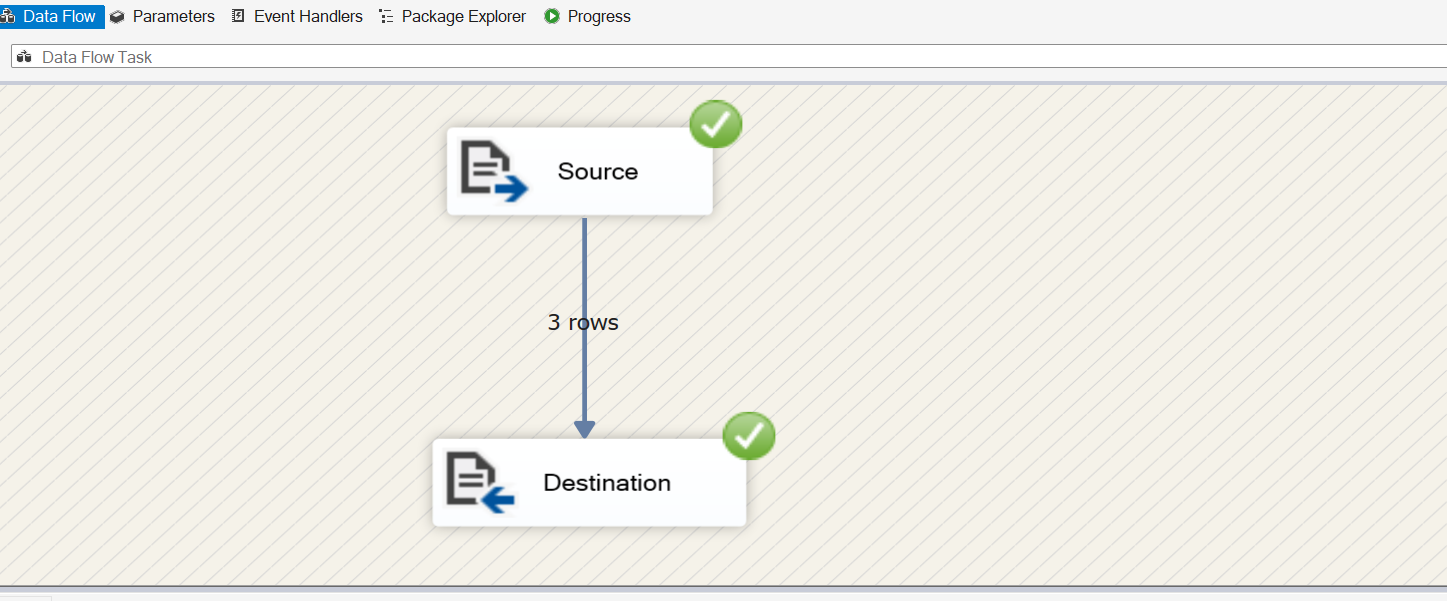 Data Flow Parameters Event Handlers Package Explorer Progress
Data Flow Task
Source
3 rows
Destination